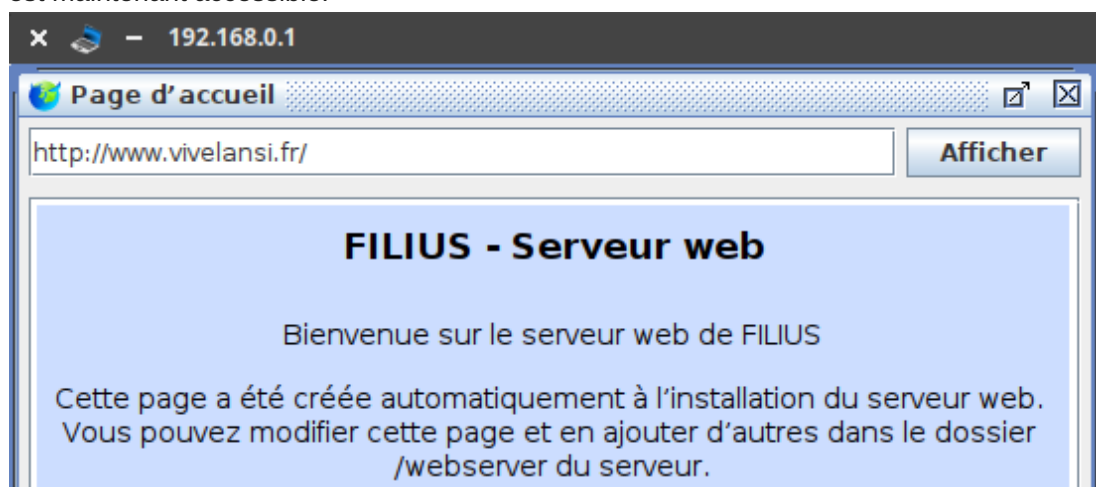 192.168.0.1
Page d'accueil
http://www.vivelansi.fr/
Afficher
FILIUS - Serveur web
Bienvenue sur le serveur web de FILIUS
Cette page a été créée automatiquement à l'installation du serveur web.
Vous pouvez modifier cette page et en ajouter d'autres dans le dossier
/webserver du serveur.